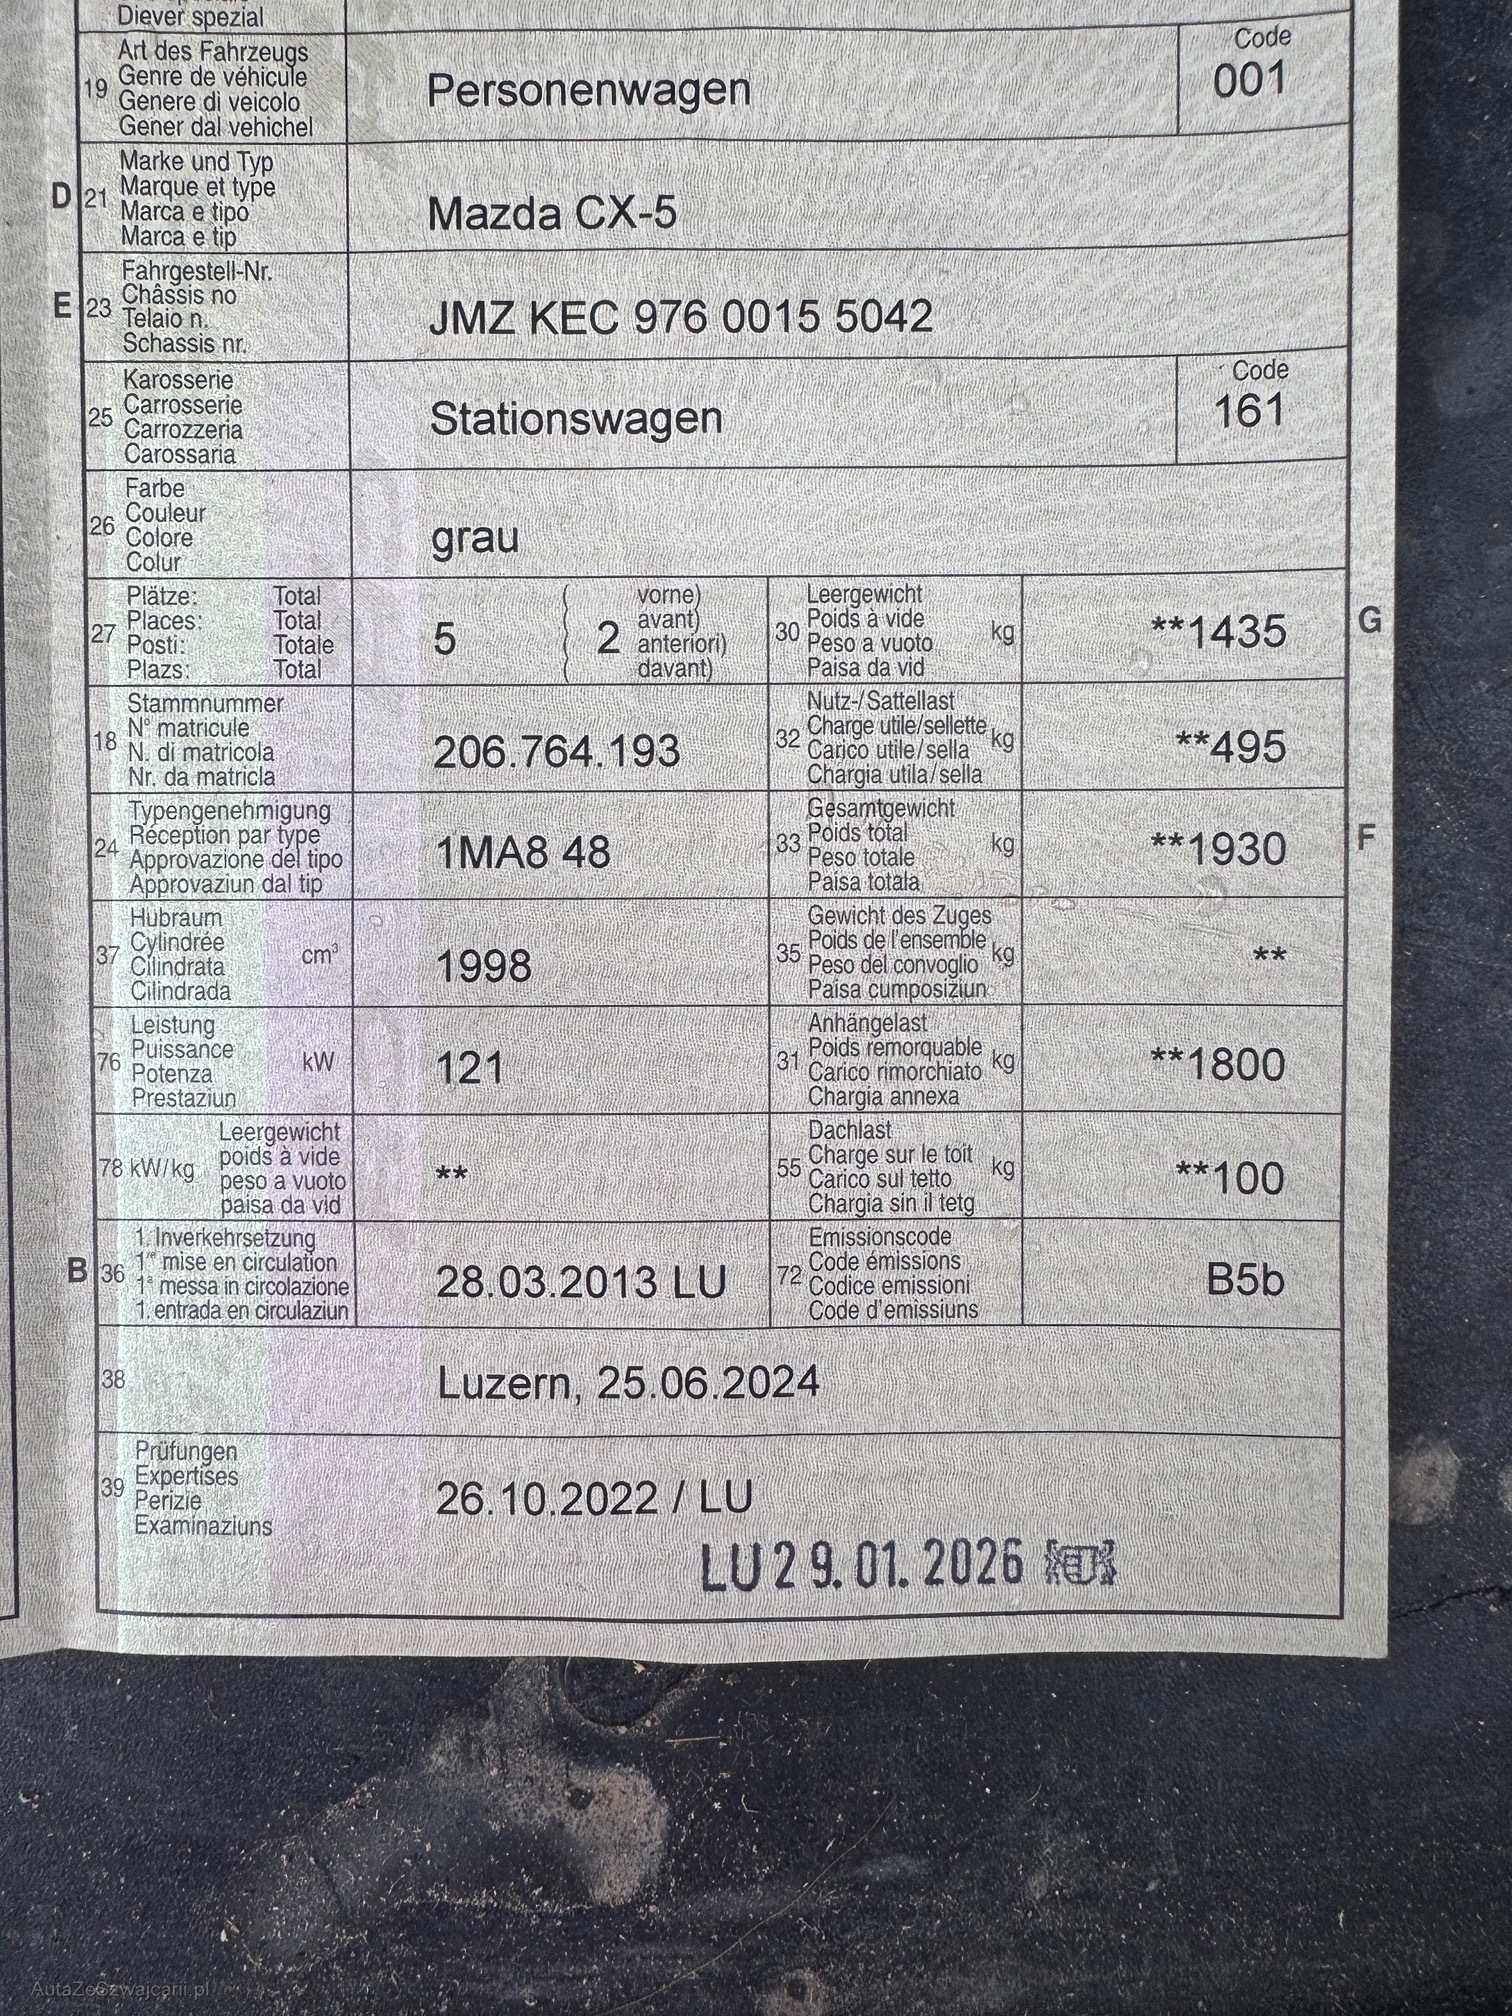 Diever spezial
Art des Fahrzeugs
Code
19 Genre de véhicule
Personenwagen
001
Genere di veicolo
Gener dal vehichel
Marke und Typ
D 21 Marque et type
Mazda CX-5
Marca e tipo
Marca e tip
Fahrgestell-Nr.
E 23 Châssis no
JMZ KEC 976 0015 5042
Telaio n.
Schassis nr.
Karosserie
Code
25 Carrosserie
Stationswagen
161
Carrozzeria
Carossaria
Farbe
26 Couleur
grau
Colore
Colur
Plätze: Total
27 Places: Total
Posti: Totale
Plazs: Total
5
2
vorne)
avant)
anteriori)
davant)
Leergewicht
30 Poids à vide
Peso a vuoto
Paisa da vid
kg
**1435
G
Stammnummer
18 N° matricule
N. di matricola
Nr. da matricla
206.764.193
Nutz-/Sattellast
32 Charge utile/sellette
Carico utile/sella
Chargia utila/sella
kg
**495
Typengenehmigung
24 Réception par type
Approvazione del tipo
Approvaziun dal tip
1MA8 48
Gesamtgewicht
33 Poids total
Peso totale
Paisa totala
kg
**1930
F
Hubraum
37 Cylindrée
Cilindrata
Cilindrada
cm³
1998
Gewicht des Zuges
35 Poids de l'ensemble
Peso del convoglio
Paisa cumposiziun
kg
**
Leistung
76 Puissance
Potenza
Prestaziun
kW
121
Anhängelast
31 Poids remorquable
Carico rimorchiato
Chargia annexa
kg
**1800
78 kW/kg
Leergewicht
poids à vide
peso a vuoto
paisa da vid
**
Dachlast
55 Charge sur le toit
Carico sul tetto
Chargia sin il tetg
kg
**100
1. Inverkehrsetzung
B 36 1re mise en circulation
1a messa in circolazione
1. entrada en circulaziun
28.03.2013 LU
Emissionscode
72 Code émissions
Codice emissioni
Code d'emissiuns
B5b
38
Luzern, 25.06.2024
Prüfungen
39 Expertises
Perizie
Examinaziuns
26.10.2022 / LU
LU 29.01.2026
AutaZeSzwajcarii.pl